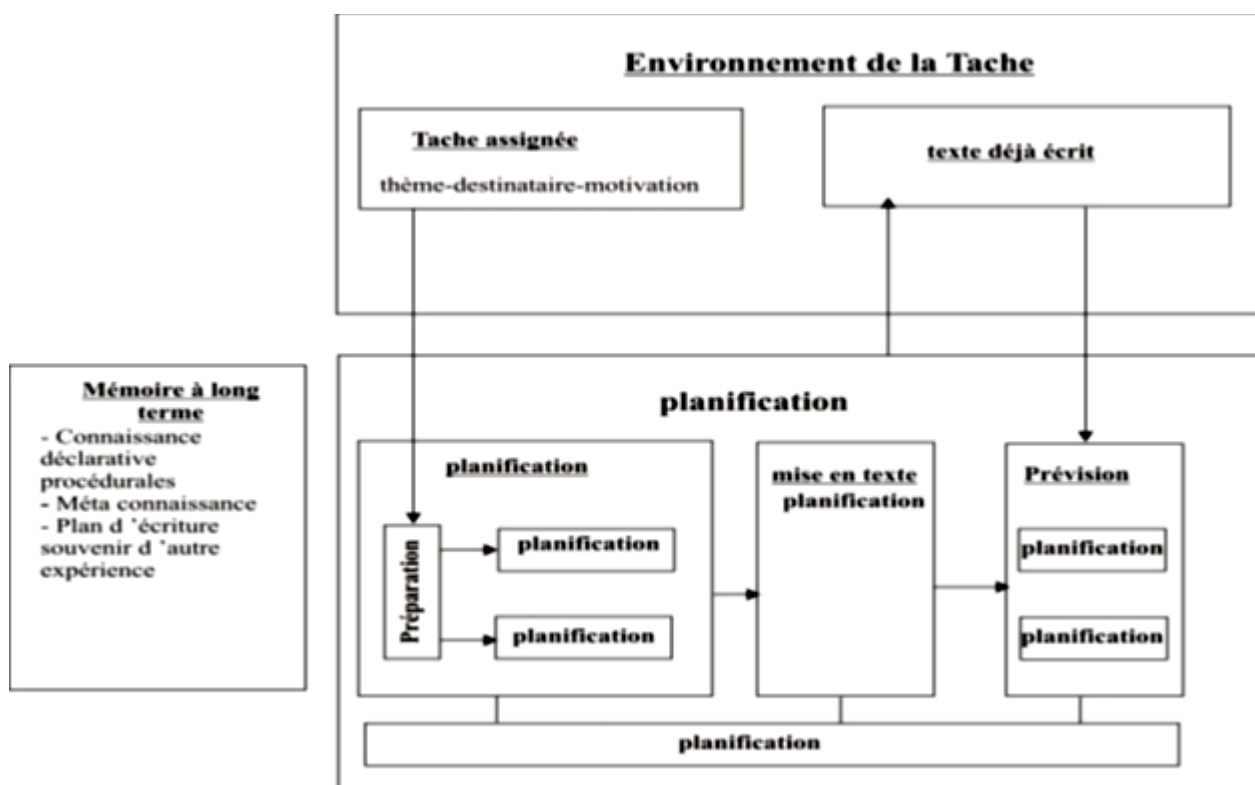 Environnement de la Tache
Tache assignée
thème-destinataire-motivation
texte déjà écrit
Mémoire à long
terme
- Connaissance
déclarative
procédurales
- Méta connaissance
- Plan d ’écriture
souvenir d ’autre
expérience
planification
planification
Préparation
planification
planification
mise en texte
planification
Prévision
planification
planification
planification